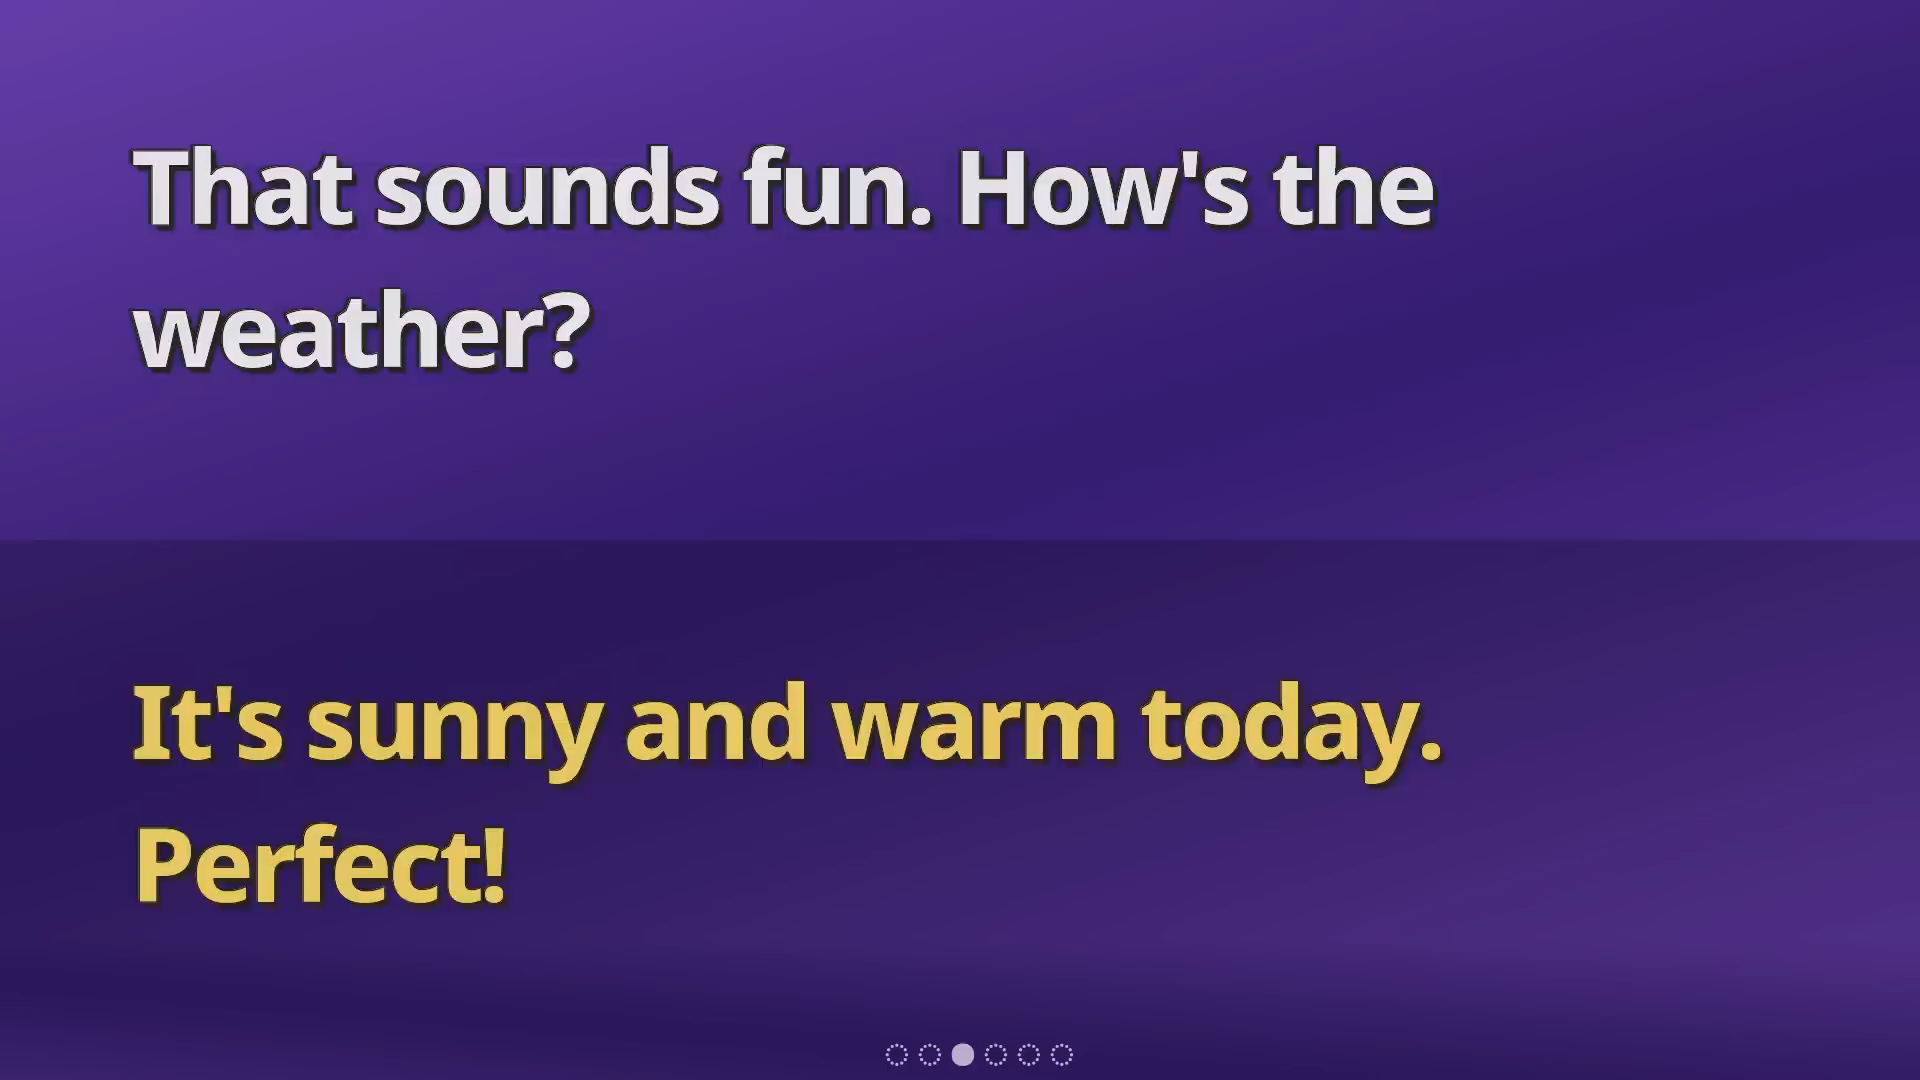 That sounds fun. How's the
weather?
It's sunny and warm today.
Perfect!